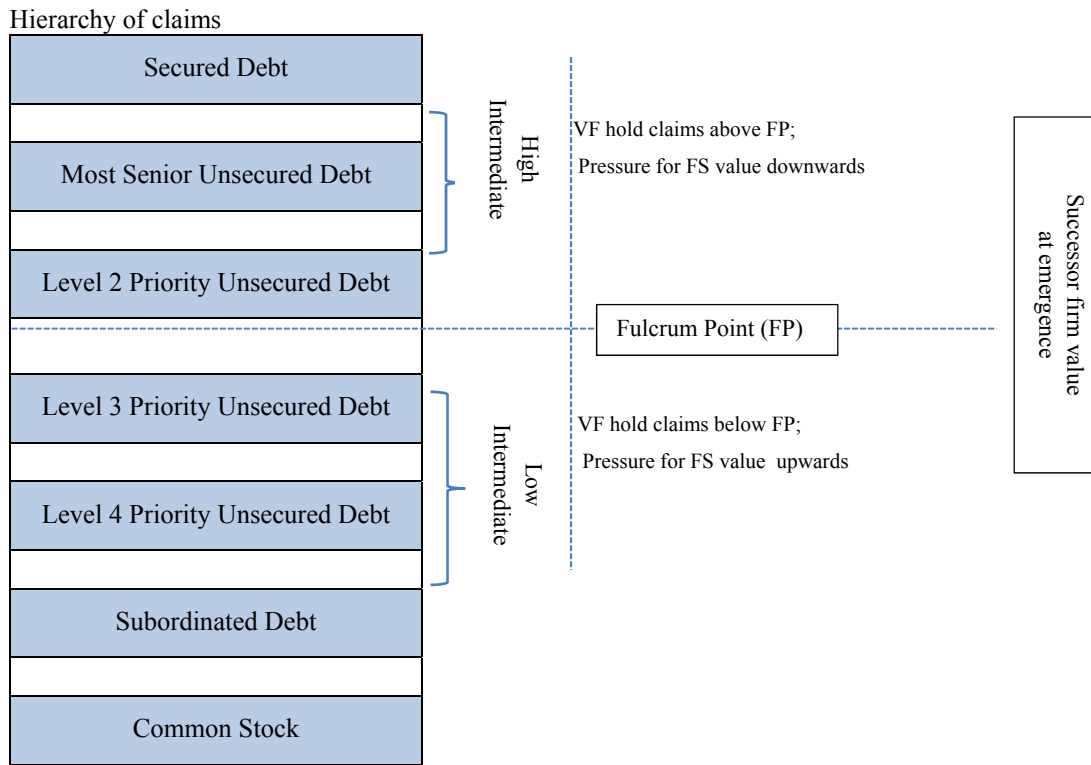 Hierarchy of claims
Secured Debt
Most Senior Unsecured Debt
Level 2 Priority Unsecured Debt
Level 3 Priority Unsecured Debt
Level 4 Priority Unsecured Debt
Subordinated Debt
Common Stock
High
Intermediate
Low
Intermediate
VF hold claims above FP;
Pressure for FS value downwards
Fulcrum Point (FP)
VF hold claims below FP;
Pressure for FS value upwards
Successor firm value
at emergence